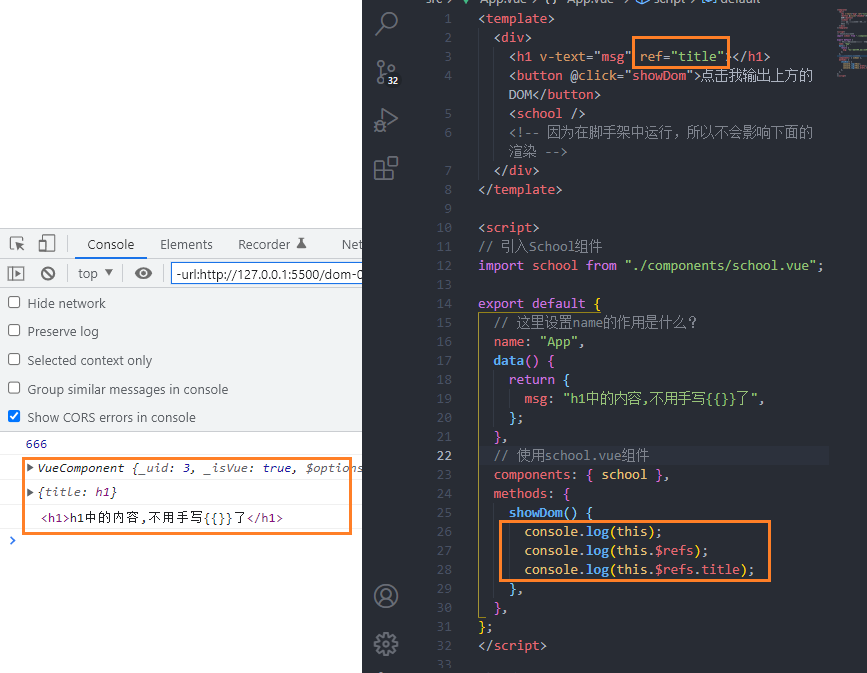 Console Elements Recorder Net
top -url:http://127.0.0.1:5500/dom-0
Hide network
Preserve log
Selected context only
Group similar messages in console
Show CORS errors in console
666
VueComponent {_uid: 3, _isVue: true, $options
{title: h1}
<h1>h1中的内容,不用手写{{}}了</h1>
32
1 <template>
2 <div>
3 <h1 v-text="msg" ref="title"></h1>
4 <button @click="showDom">点击我输出上方的
DOM</button>
5 <school />
6 <!-- 因为在脚手架中运行，所以不会影响下面的
渲染 -->
7 </div>
8 </template>
9
10 <script>
11 // 引入School组件
12 import school from "./components/school.vue";
13
14 export default {
15 // 这里设置name的作用是什么？
16 name: "App",
17 data() {
18 return {
19 msg: "h1中的内容,不用手写{{}}了",
20 };
21 },
22 // 使用school.vue组件
23 components: { school },
24 methods: {
25 showDom() {
26 console.log(this);
27 console.log(this.$refs);
28 console.log(this.$refs.title);
29 },
30 },
31 };
32 </script>
33